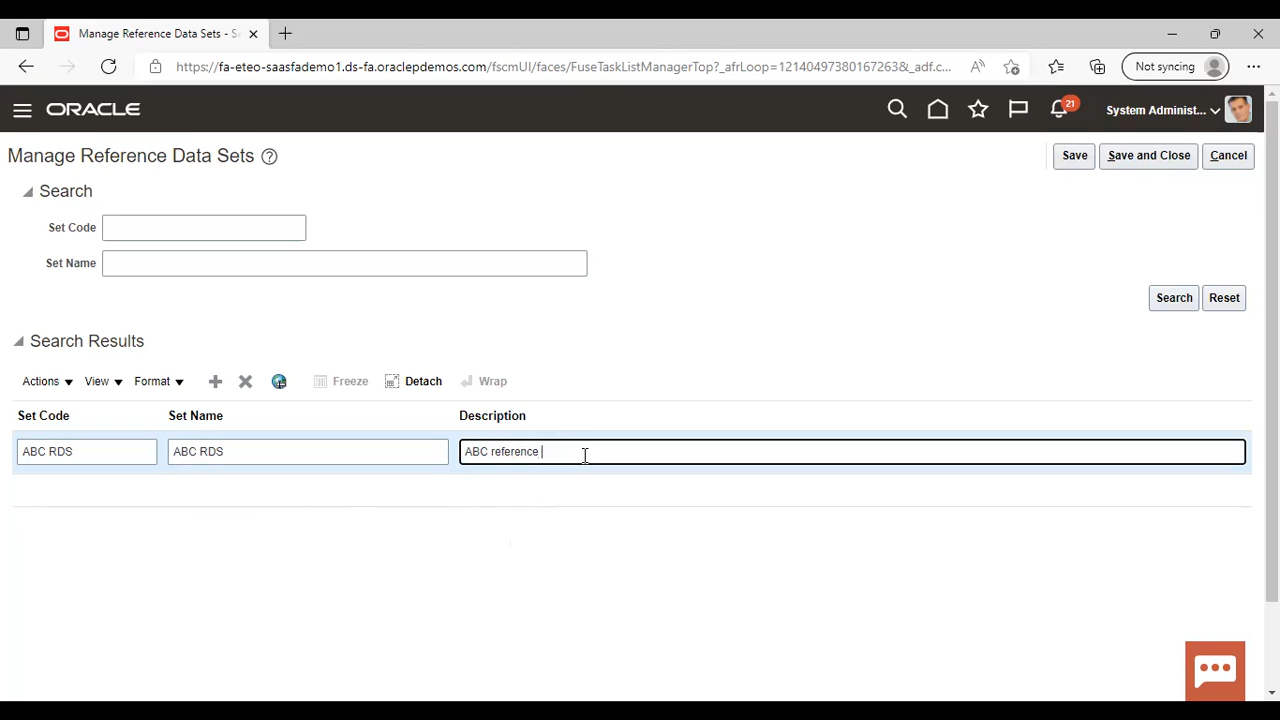 Manage Reference Data Sets - S
https://fa-eteo-saasfademo1.ds-fa.oraclepdemos.com/fscmUI/faces/FuseTaskListManagerTop?_afrLoop=12140497380167263&_adf.c...
Not syncing
ORACLE
21
System Administ...
Manage Reference Data Sets
Save
Save and Close
Cancel
Search
Set Code
Set Name
Search
Reset
Search Results
Actions
View
Format
Freeze
Detach
Wrap
Set Code
Set Name
Description
ABC RDS
ABC RDS
ABC reference